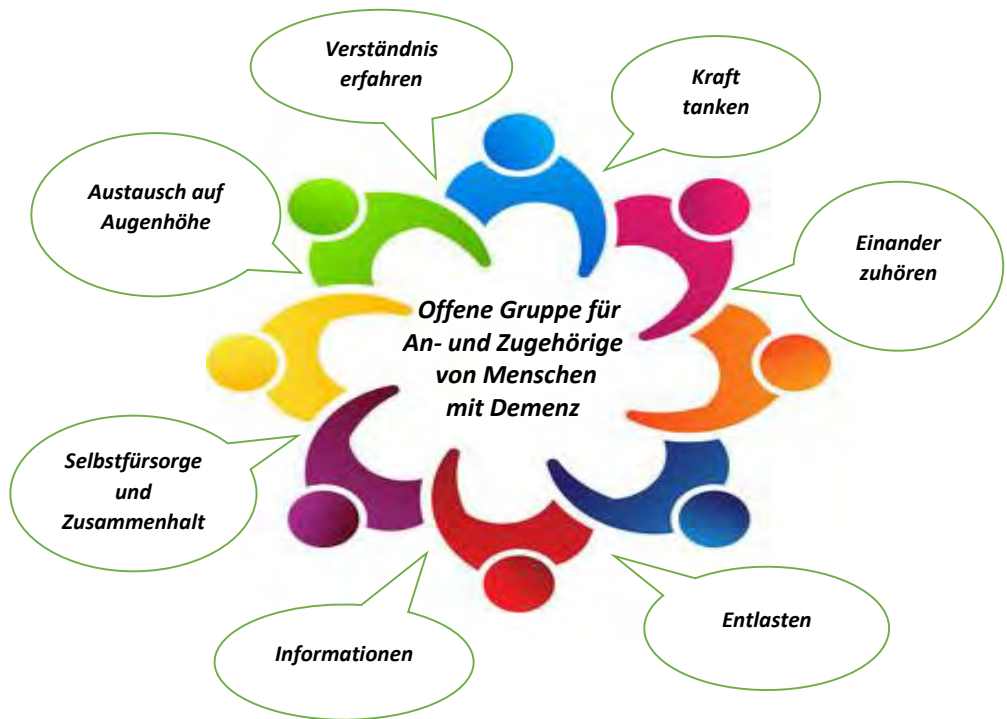 Verständnis
erfahren
Kraft
tanken
Austausch auf
Augenhöhe
Einander
zuhören
Offene Gruppe für
An- und Zugehörige
von Menschen
mit Demenz
Selbstfürsorge
und
Zusammenhalt
Informationen
Entlasten